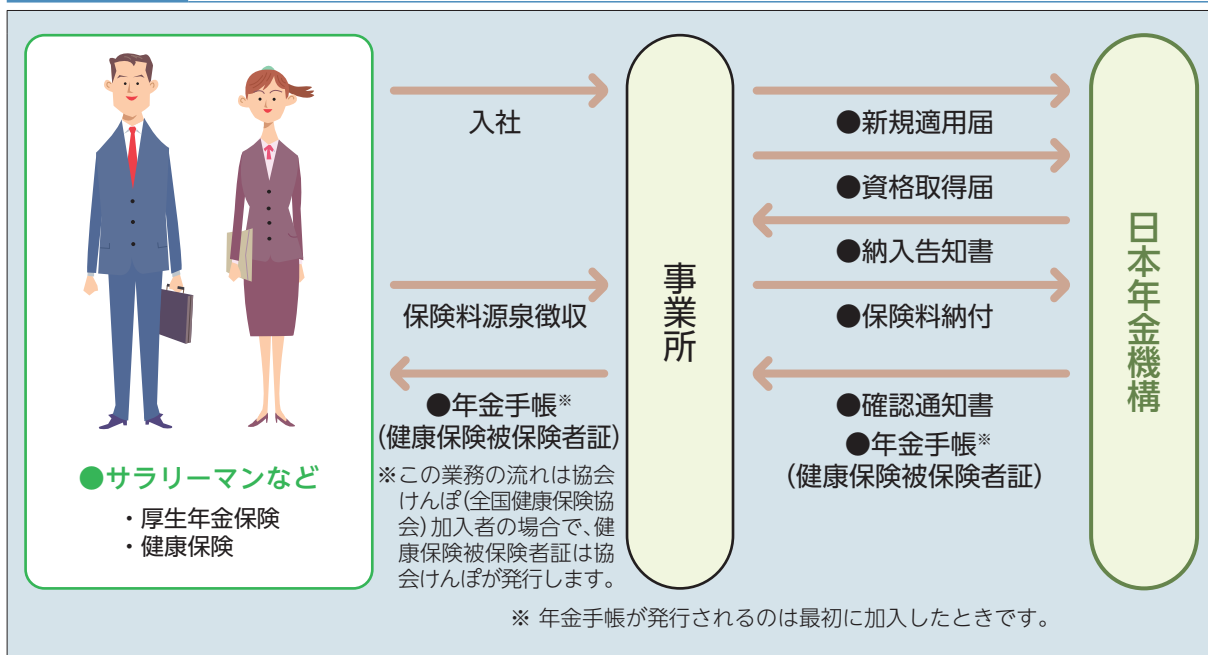 ●サラリーマンなど
・厚生年金保険
・健康保険
入社
保険料源泉徴収
●年金手帳※
(健康保険被保険者証)
※この業務の流れは協会
けんぽ(全国健康保険協
会)加入者の場合で、健
康保険被保険者証は協
会けんぽが発行します。
事業所
●新規適用届
●資格取得届
●納入告知書
●保険料納付
●確認通知書
●年金手帳※
(健康保険被保険者証)
日本年金機構
※ 年金手帳が発行されるのは最初に加入したときです。